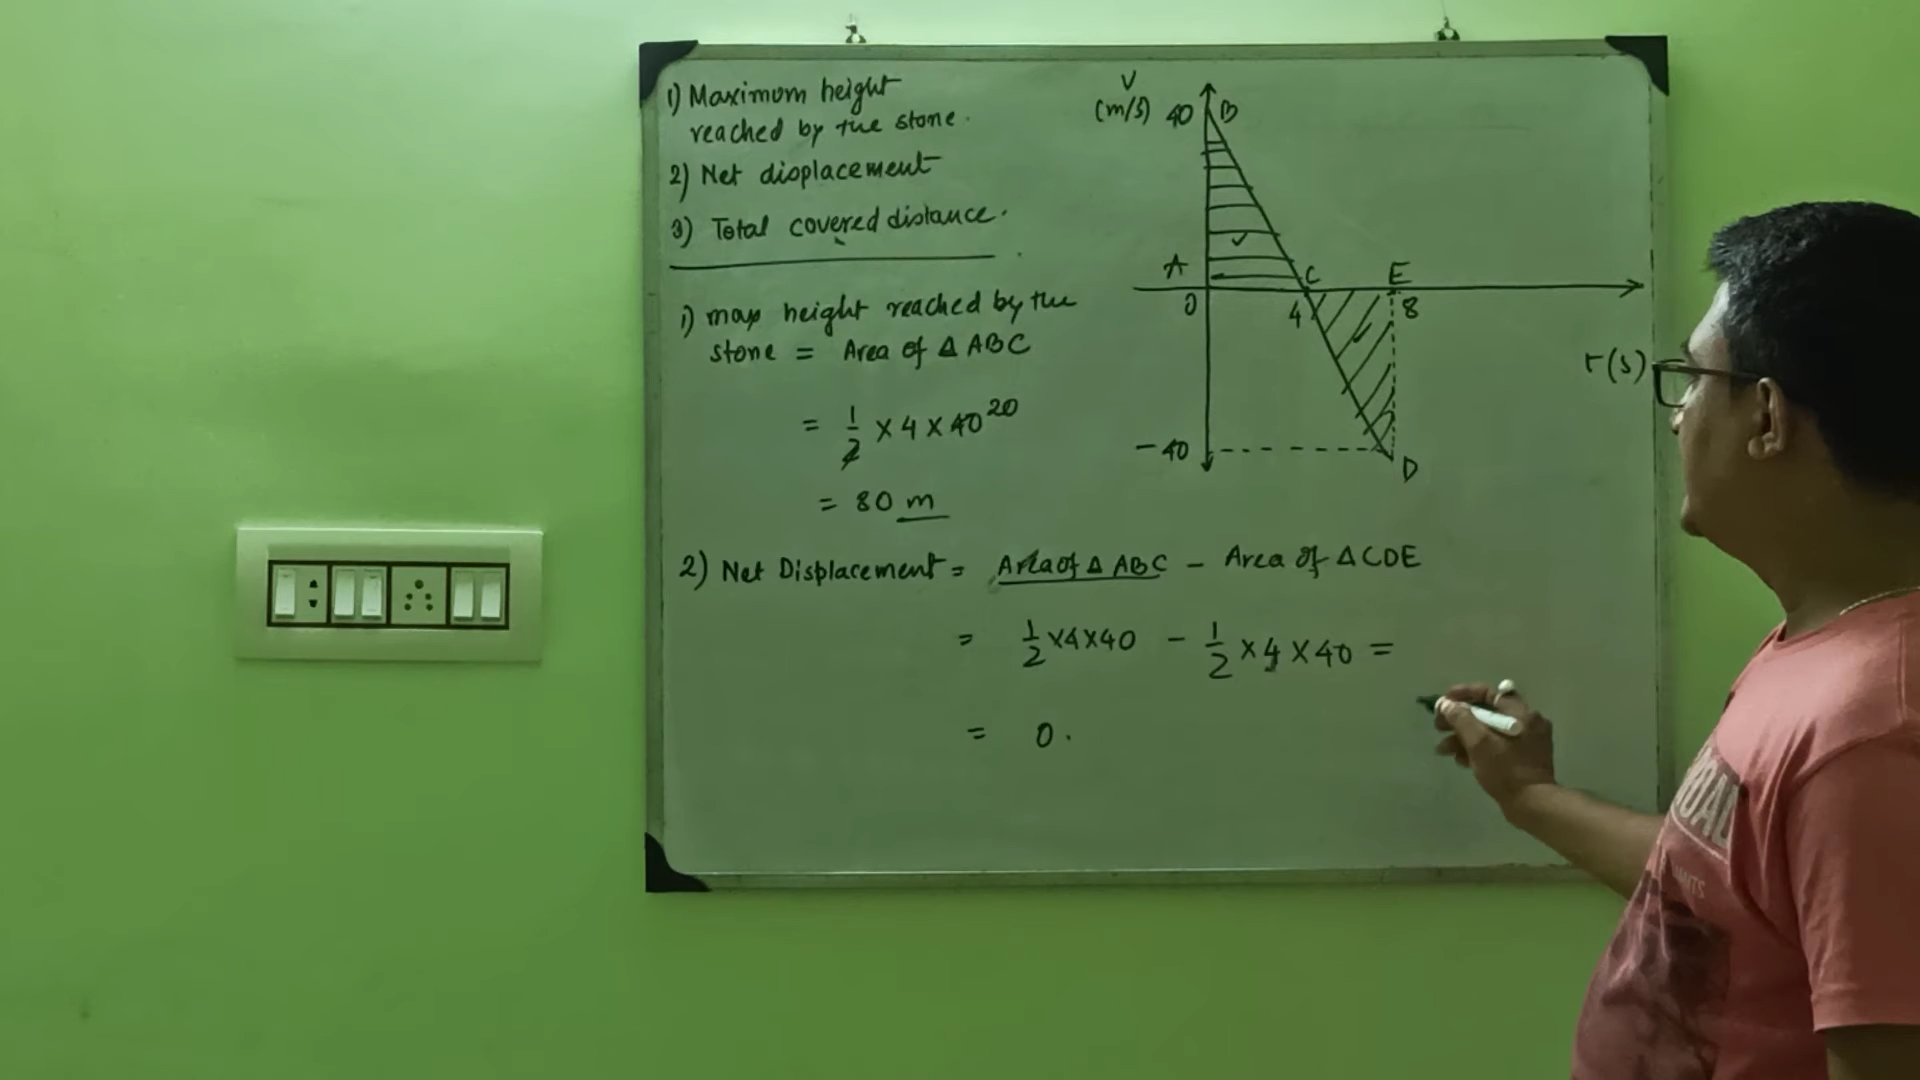 1) Maximum height
reached by the stone.
2) Net displacement
3) Total covered distance.
1) max height reached by the
stone = Area of Δ ABC
= 1/2 × 4 × 40 20
= 80 m
2) Net Displacement = Area of Δ ABC - Area of Δ CDE
= 1/2 ×4×40 - 1/2 × 4 × 40 =
= 0.
V
(m/s) 40 B
A C E
0 4 8
t(s)
-40 D